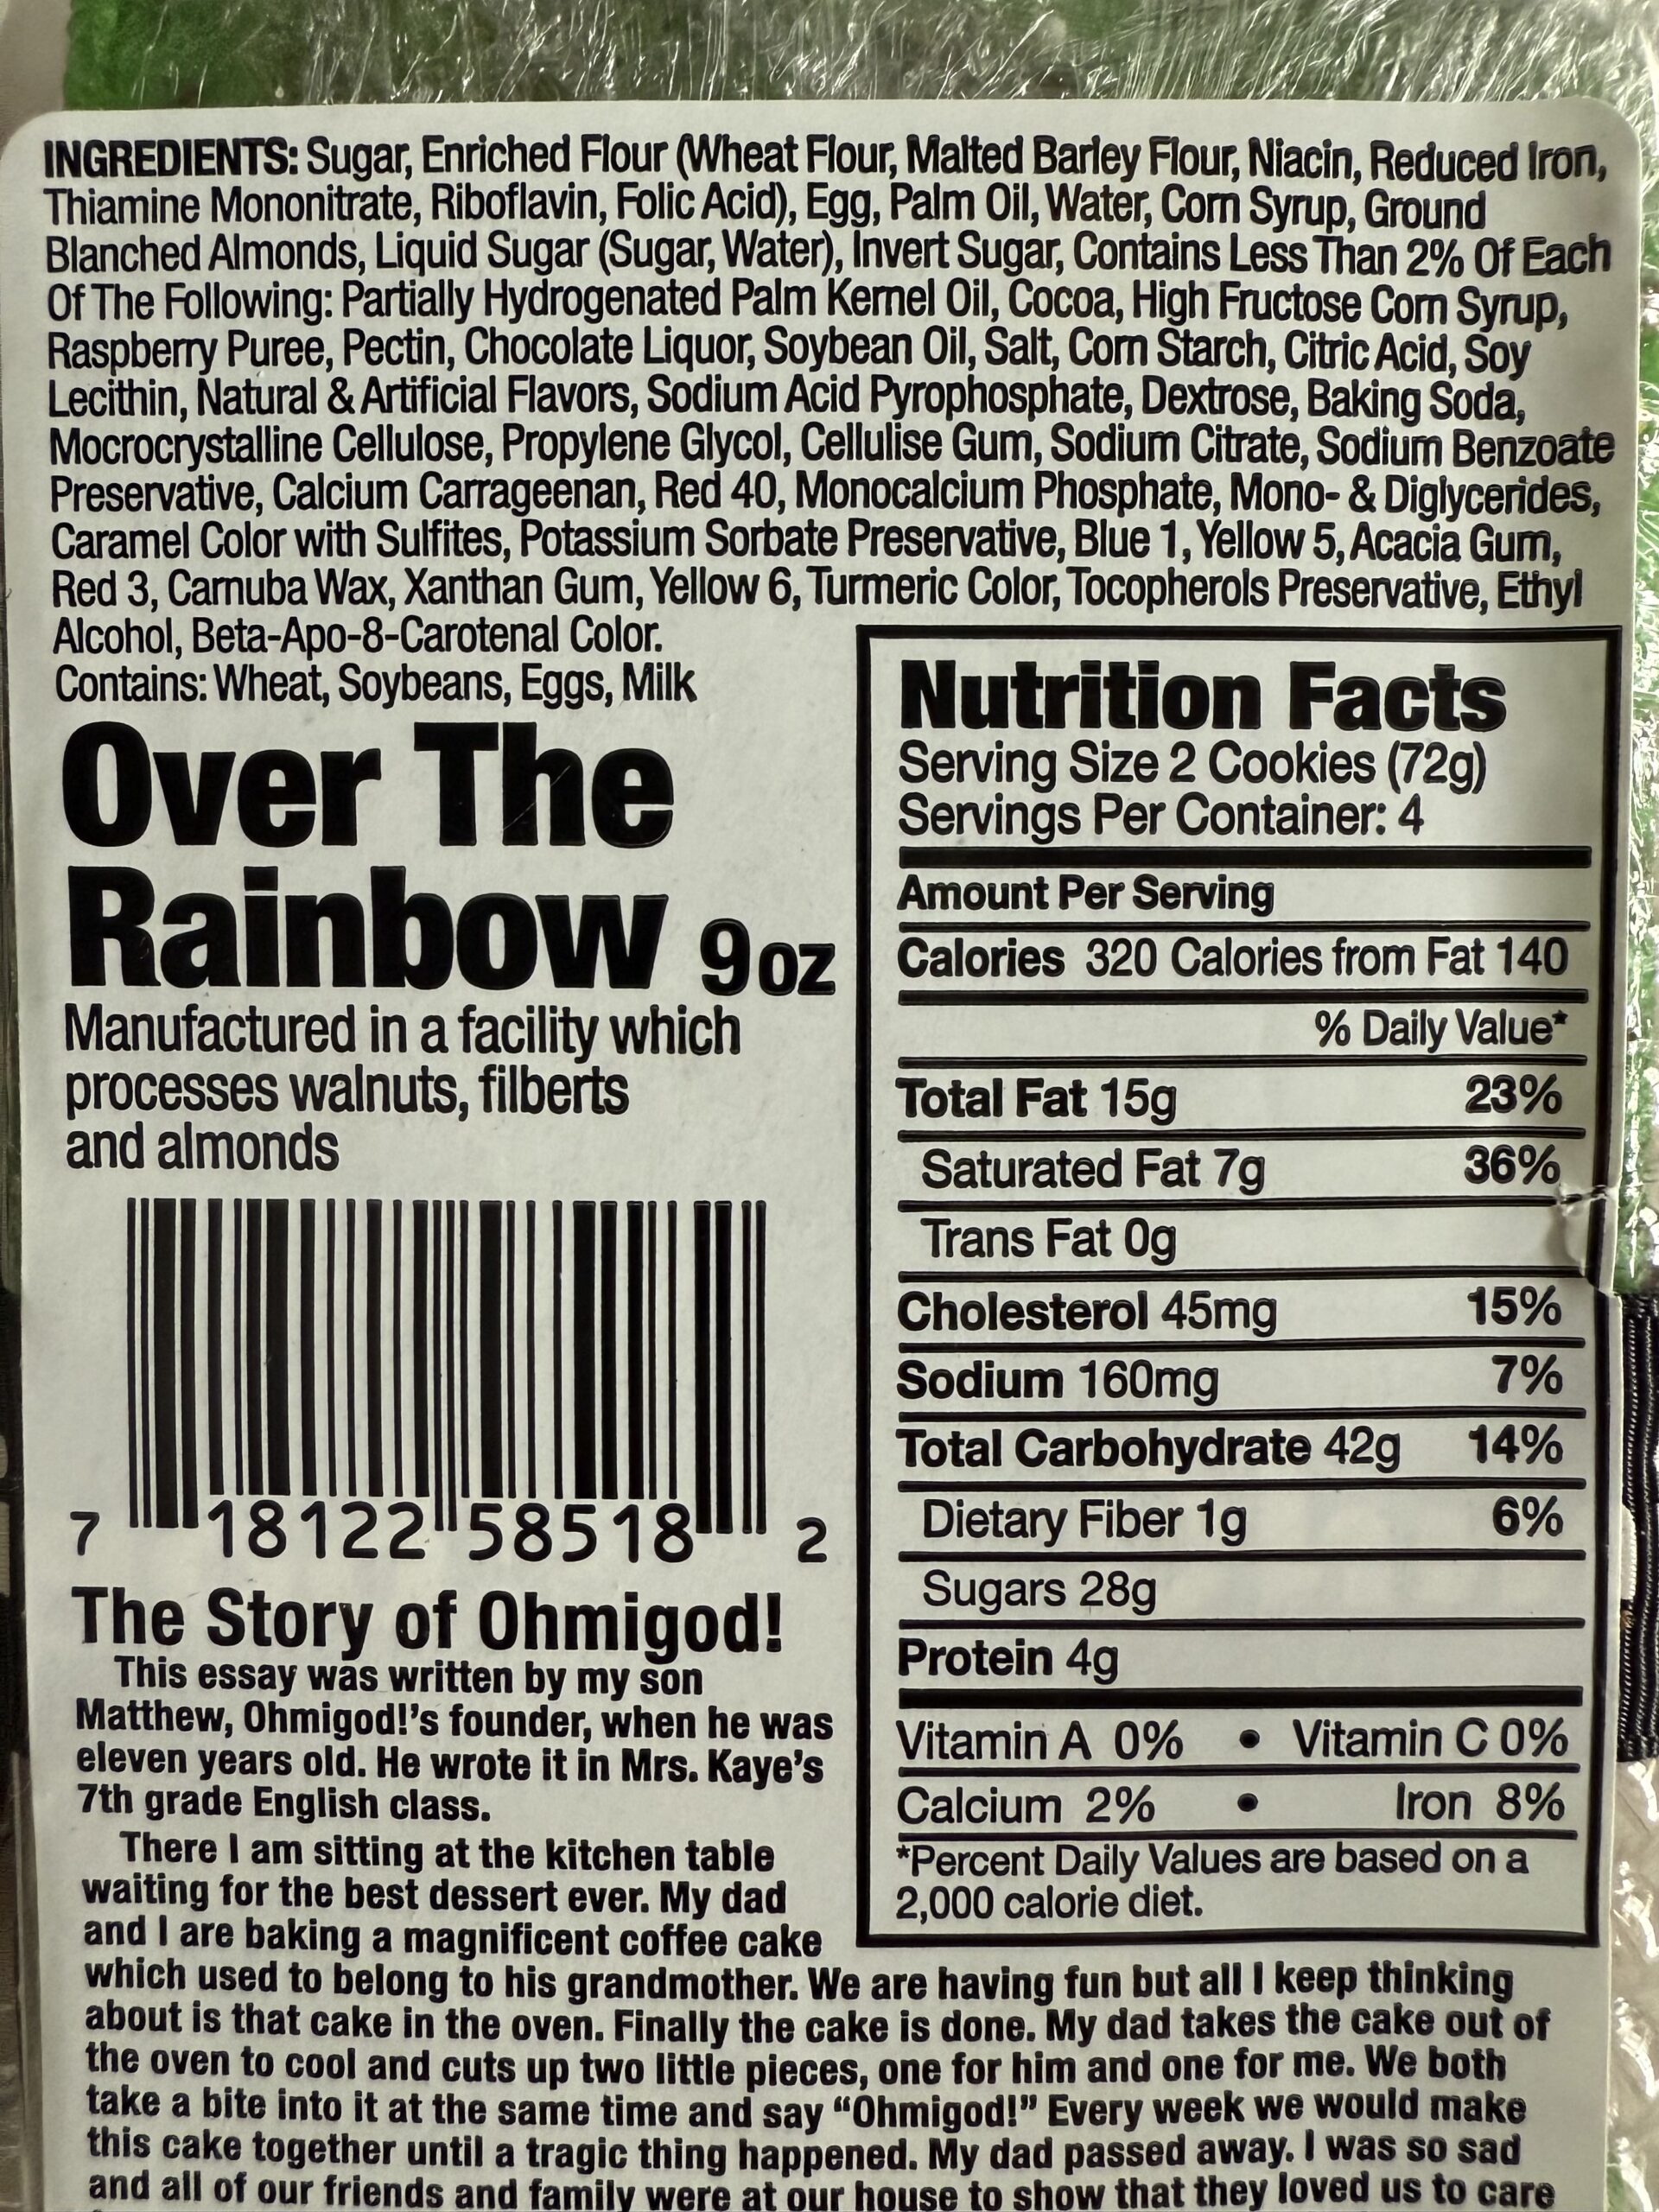 INGREDIENTS: Sugar, Enriched Flour (Wheat Flour, Malted Barley Flour, Niacin, Reduced Iron,
Thiamine Mononitrate, Riboflavin, Folic Acid), Egg, Palm Oil, Water, Corn Syrup, Ground
Blanched Almonds, Liquid Sugar (Sugar, Water), Invert Sugar, Contains Less Than 2% Of Each
Of The Following: Partially Hydrogenated Palm Kernel Oil, Cocoa, High Fructose Corn Syrup,
Raspberry Puree, Pectin, Chocolate Liquor, Soybean Oil, Salt, Corn Starch, Citric Acid, Soy
Lecithin, Natural & Artificial Flavors, Sodium Acid Pyrophosphate, Dextrose, Baking Soda,
Mocrocrystalline Cellulose, Propylene Glycol, Cellulise Gum, Sodium Citrate, Sodium Benzoate
Preservative, Calcium Carrageenan, Red 40, Monocalcium Phosphate, Mono- & Diglycerides,
Caramel Color with Sulfites, Potassium Sorbate Preservative, Blue 1, Yellow 5, Acacia Gum,
Red 3, Carnuba Wax, Xanthan Gum, Yellow 6, Turmeric Color, Tocopherols Preservative, Ethyl
Alcohol, Beta-Apo-8-Carotenal Color.
Contains: Wheat, Soybeans, Eggs, Milk
Over The
Rainbow 9oz
Manufactured in a facility which
processes walnuts, filberts
and almonds
7 18122 58518 2
Nutrition Facts
Serving Size 2 Cookies (72g)
Servings Per Container: 4
Amount Per Serving
Calories 320 Calories from Fat 140
% Daily Value*
Total Fat 15g 23%
Saturated Fat 7g 36%
Trans Fat 0g
Cholesterol 45mg 15%
Sodium 160mg 7%
Total Carbohydrate 42g 14%
Dietary Fiber 1g 6%
Sugars 28g
Protein 4g
Vitamin A 0% • Vitamin C 0%
Calcium 2% • Iron 8%
*Percent Daily Values are based on a
2,000 calorie diet.
The Story of Ohmigod!
This essay was written by my son
Matthew, Ohmigod!'s founder, when he was
eleven years old. He wrote it in Mrs. Kaye's
7th grade English class.
There I am sitting at the kitchen table
waiting for the best dessert ever. My dad
and I are baking a magnificent coffee cake
which used to belong to his grandmother. We are having fun but all I keep thinking
about is that cake in the oven. Finally the cake is done. My dad takes the cake out of
the oven to cool and cuts up two little pieces, one for him and one for me. We both
take a bite into it at the same time and say “Ohmigod!” Every week we would make
this cake together until a tragic thing happened. My dad passed away. I was so sad
and all of our friends and family were at our house to show that they loved us to care